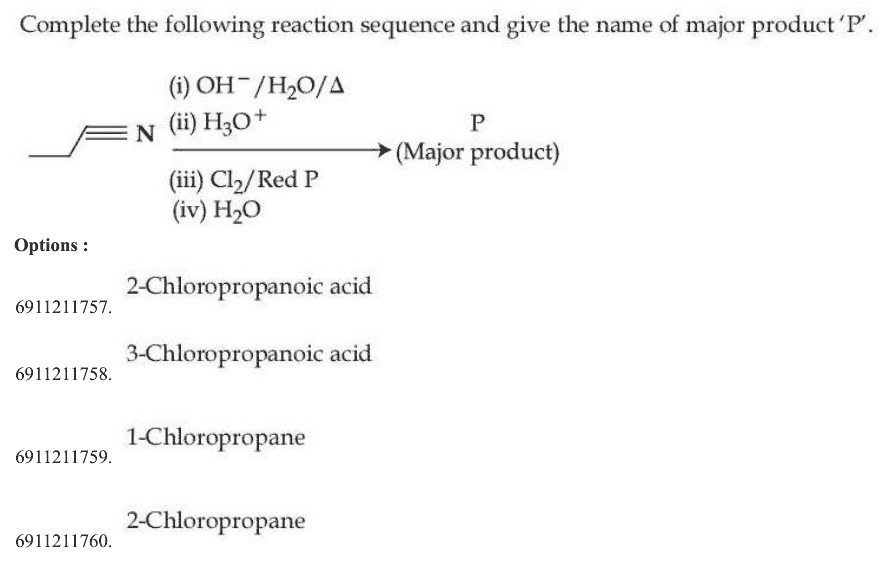 Complete the following reaction sequence and give the name of major product 'P'.
(i) OH⁻/H₂O/Δ
(ii) H₃O⁺
N
P
(Major product)
(iii) Cl₂/Red P
(iv) H₂O
Options :
2-Chloropropanoic acid
6911211757.
3-Chloropropanoic acid
6911211758.
1-Chloropropane
6911211759.
2-Chloropropane
6911211760.